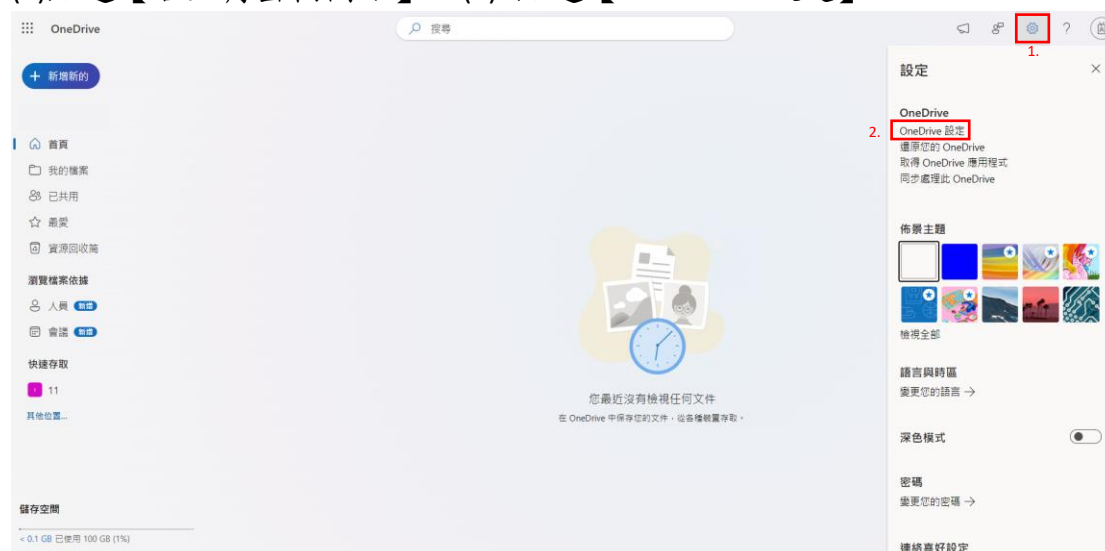 OneDrive
搜尋
?
1.
新增新的
首頁
我的檔案
已共用
最愛
資源回收筒
瀏覽檔案依據
人員 新增
會議 新增
快速存取
11
其他位置...
儲存空間
< 0.1 GB 已使用 100 GB (1%)
您最近沒有檢視任何文件
在 OneDrive 中保存您的文件，從各種裝置存取。
設定
OneDrive
2. OneDrive 設定
還原您的 OneDrive
取得 OneDrive 應用程式
同步處理此 OneDrive
佈景主題
檢視全部
語言與時區
變更您的語言 →
深色模式
密碼
變更您的密碼 →
連絡喜好設定